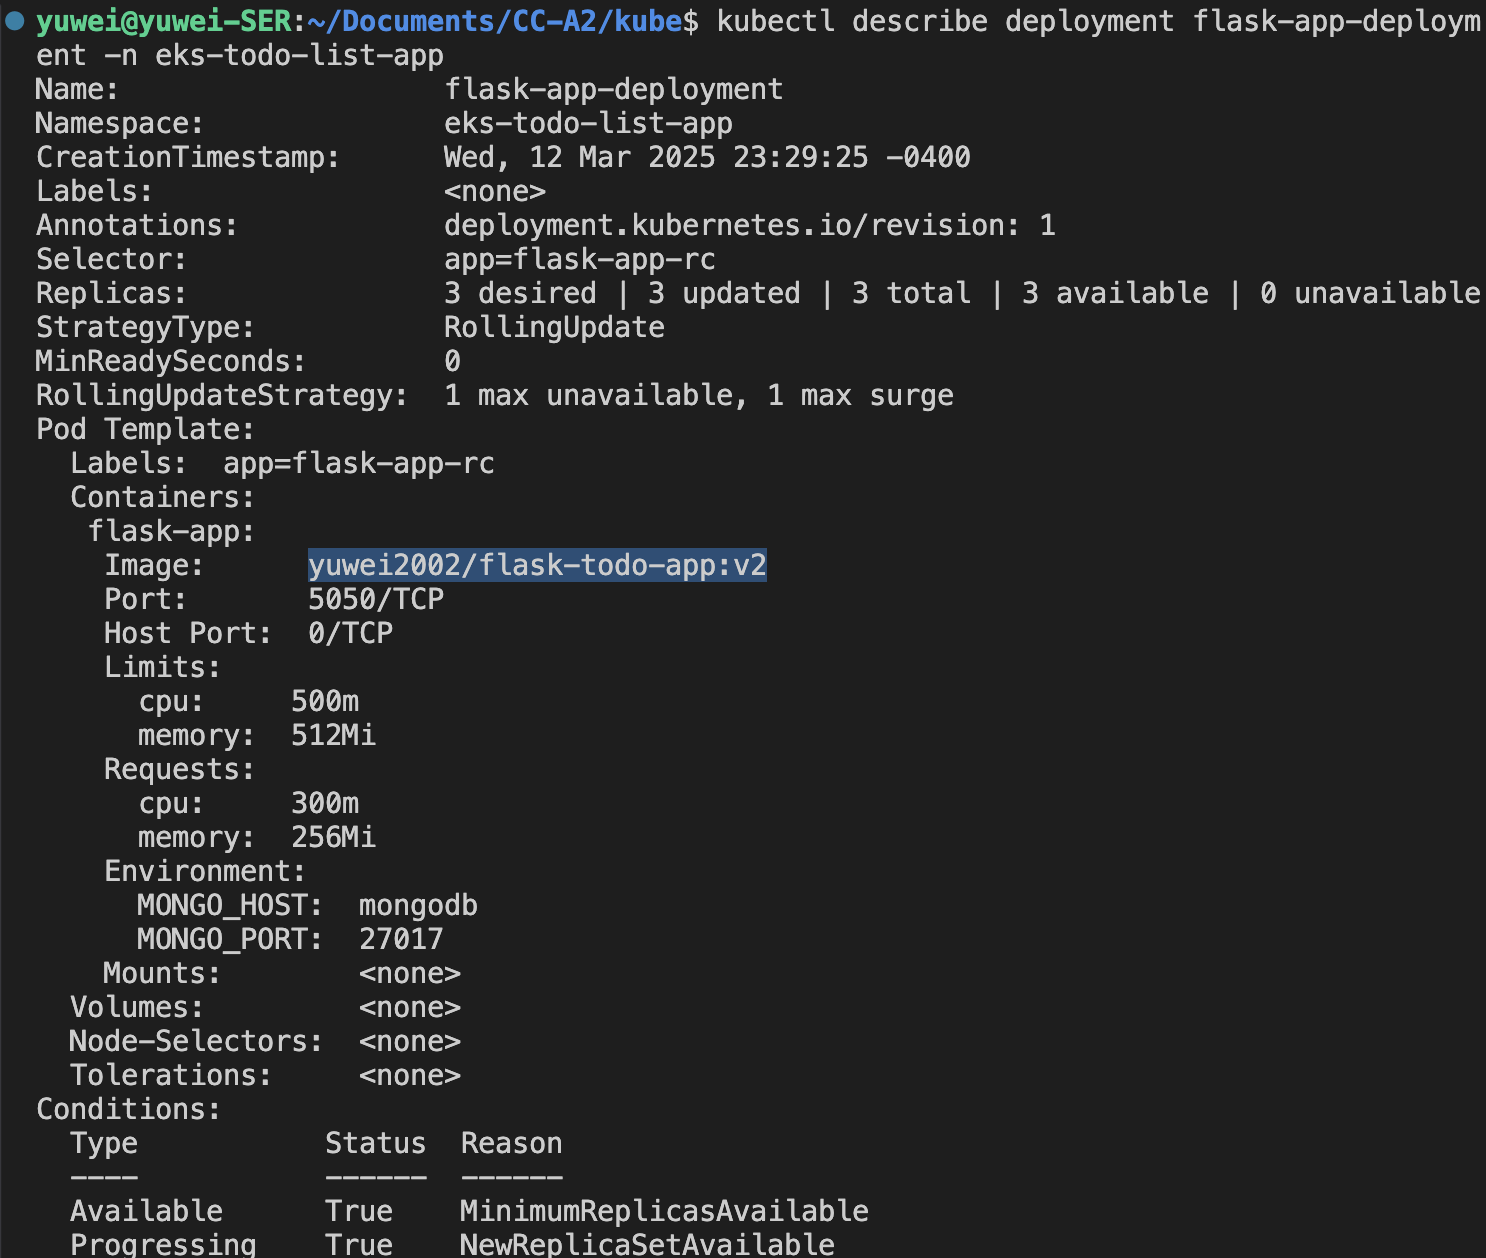 yuwei@yuwei-SER:~/Documents/CC-A2/kube$ kubectl describe deployment flask-app-deploym
ent -n eks-todo-list-app
Name:                   flask-app-deployment
Namespace:              eks-todo-list-app
CreationTimestamp:      Wed, 12 Mar 2025 23:29:25 -0400
Labels:                 <none>
Annotations:            deployment.kubernetes.io/revision: 1
Selector:               app=flask-app-rc
Replicas:               3 desired | 3 updated | 3 total | 3 available | 0 unavailable
StrategyType:           RollingUpdate
MinReadySeconds:        0
RollingUpdateStrategy:  1 max unavailable, 1 max surge
Pod Template:
  Labels:  app=flask-app-rc
  Containers:
   flask-app:
    Image:      yuwei2002/flask-todo-app:v2
    Port:       5050/TCP
    Host Port:  0/TCP
    Limits:
      cpu:     500m
      memory:  512Mi
    Requests:
      cpu:     300m
      memory:  256Mi
    Environment:
      MONGO_HOST:  mongodb
      MONGO_PORT:  27017
    Mounts:        <none>
  Volumes:         <none>
  Node-Selectors:  <none>
  Tolerations:     <none>
Conditions:
  Type           Status  Reason
  ----           ------  ------
  Available      True    MinimumReplicasAvailable
  Progressing    True    NewReplicaSetAvailable